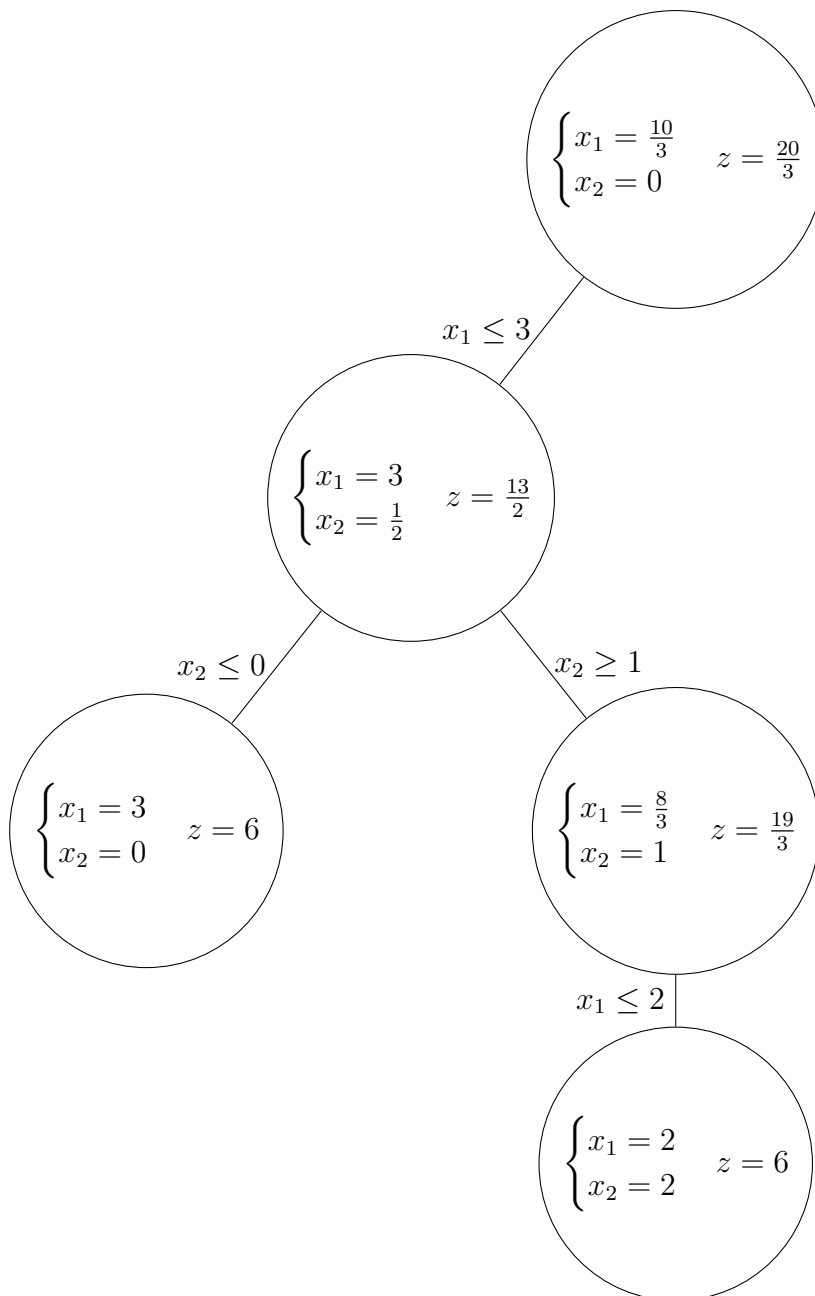 x₁ = 10/3
x₂ = 0
z = 20/3
x₁ ≤ 3
x₁ = 3
x₂ = 1/2
z = 13/2
x₂ ≤ 0
x₂ ≥ 1
x₁ = 3
x₂ = 0
z = 6
x₁ = 8/3
x₂ = 1
z = 19/3
x₁ ≤ 2
x₁ = 2
x₂ = 2
z = 6